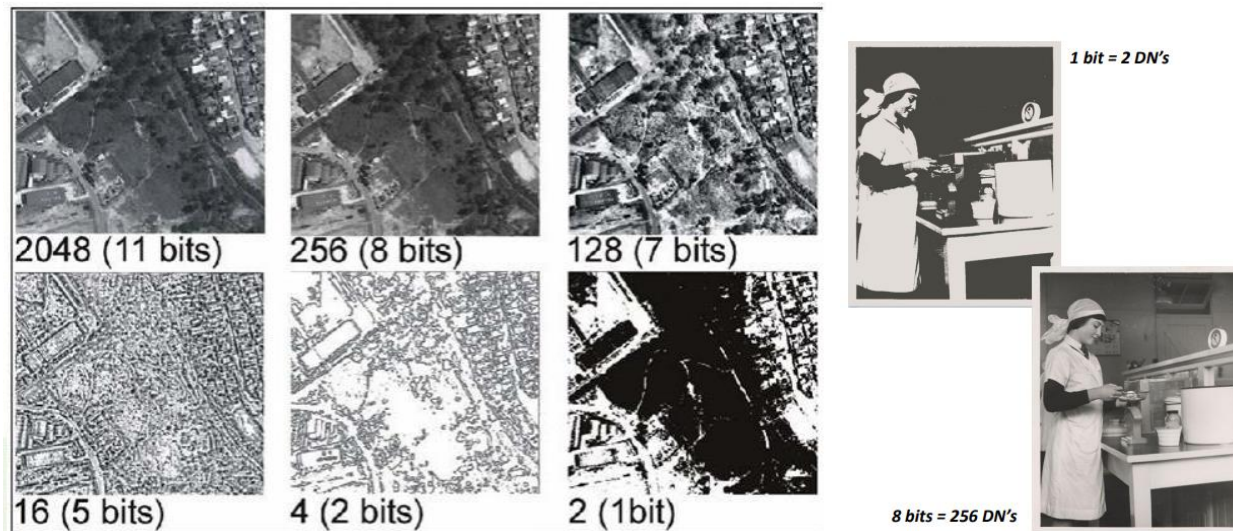 2048 (11 bits)
256 (8 bits)
128 (7 bits)
16 (5 bits)
4 (2 bits)
2 (1bit)
1 bit = 2 DN's
8 bits = 256 DN's